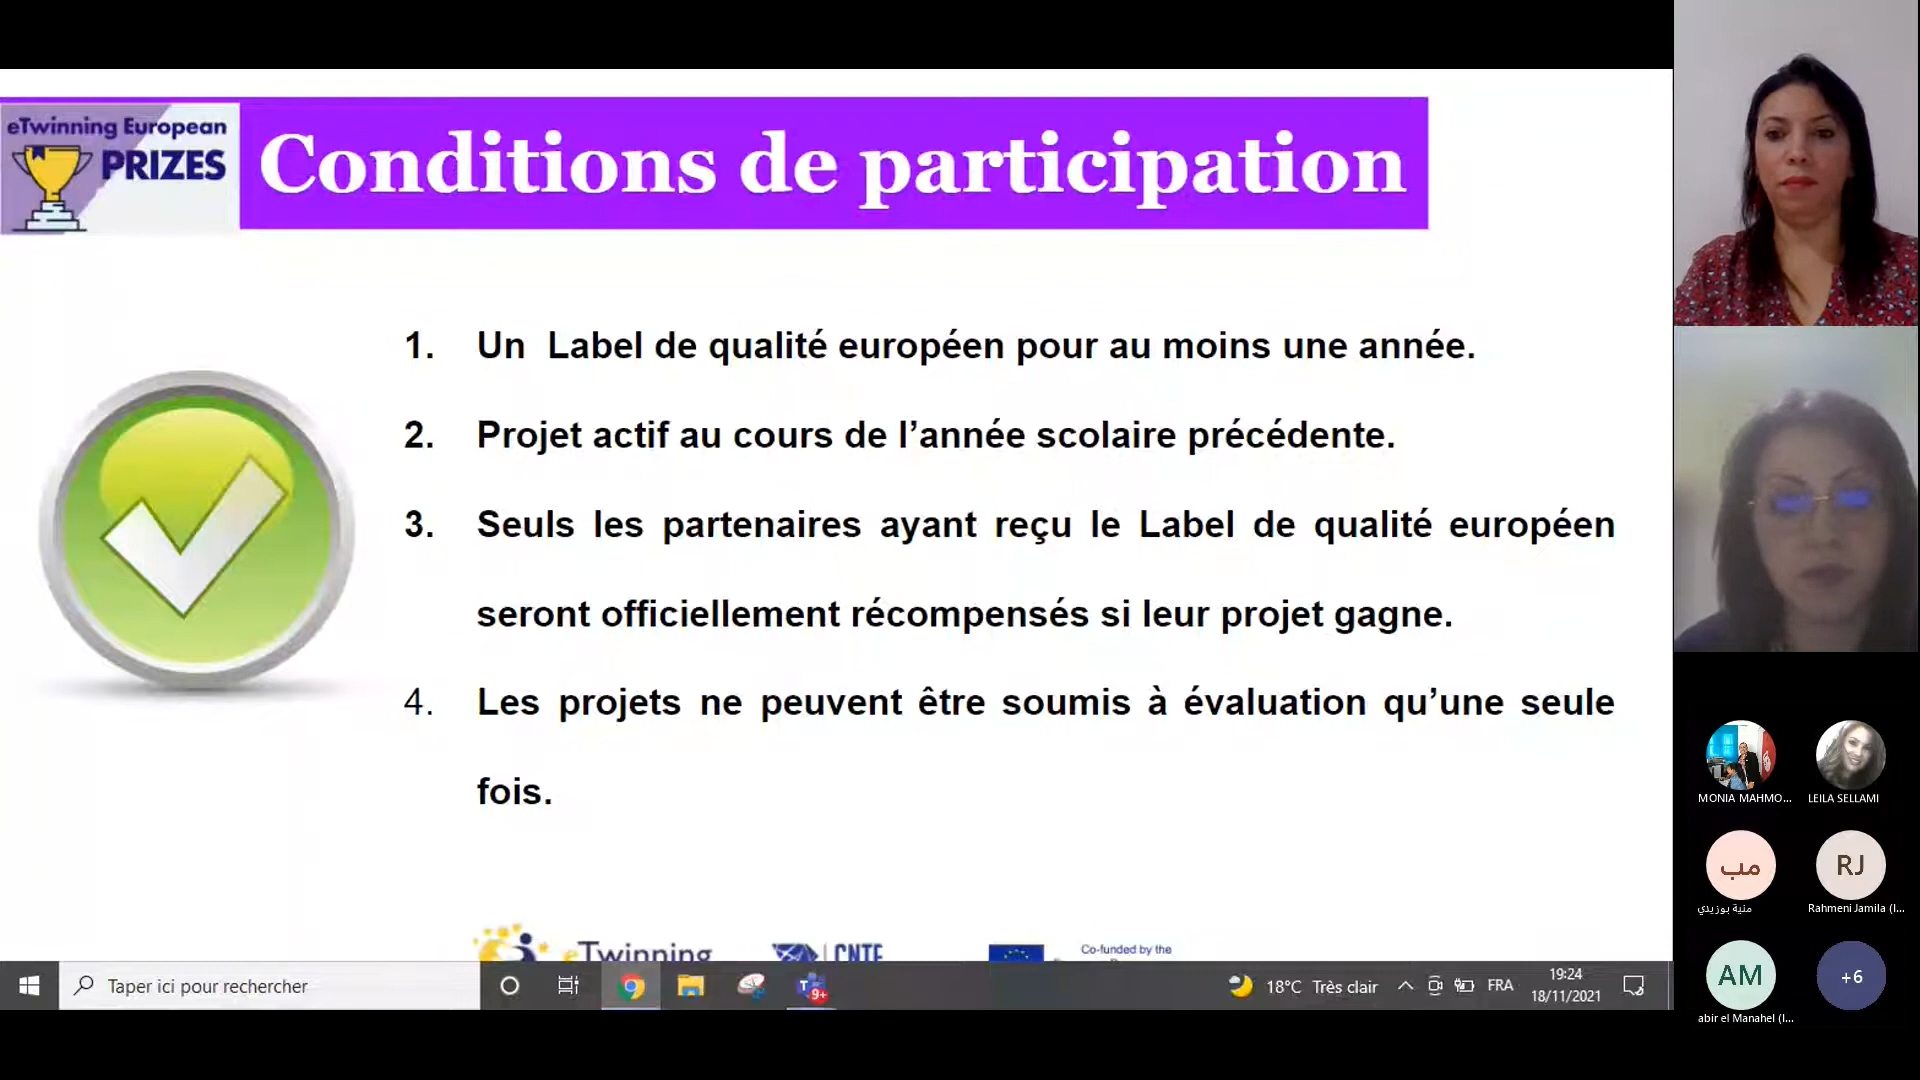 eTwinning European
PRIZES
Conditions de participation
1. Un Label de qualité européen pour au moins une année.
2. Projet actif au cours de l’année scolaire précédente.
3. Seuls les partenaires ayant reçu le Label de qualité européen
seront officiellement récompensés si leur projet gagne.
4. Les projets ne peuvent être soumis à évaluation qu’une seule
fois.
eTwinning
CNTE
Co-funded by the
Taper ici pour rechercher
9+
18°C Très clair
FRA
19:24
18/11/2021
MONIA MAHMO...
LEILA SELLAMI
مب
منية بوزيدي
RJ
Rahmeni Jamila (I...
AM
abir el Manahel (I...
+6